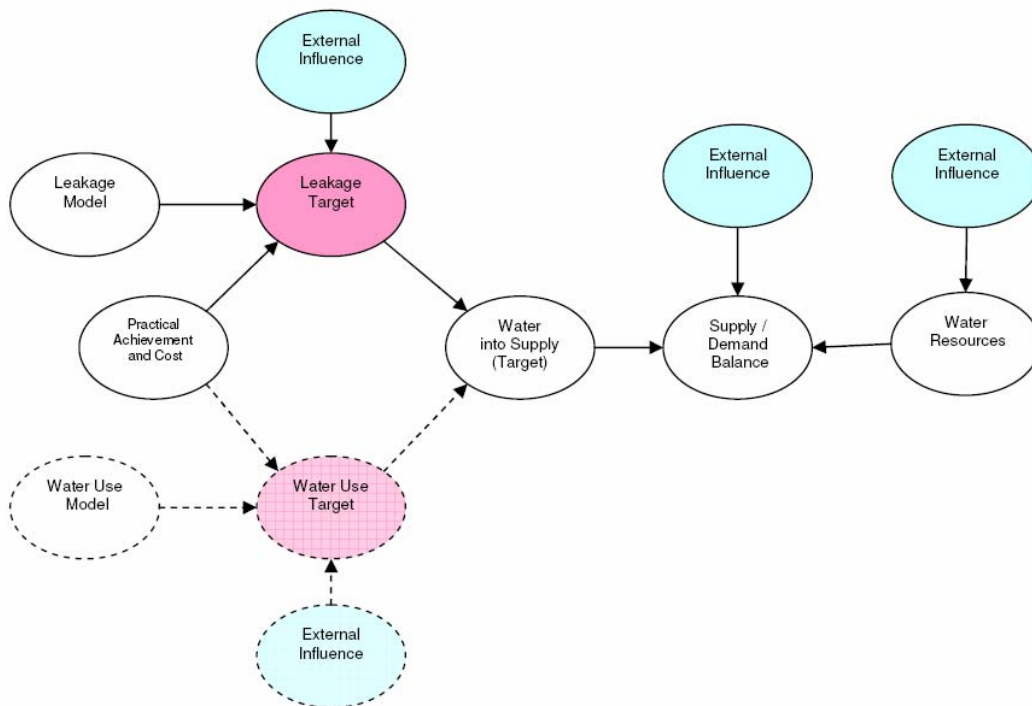 External
Influence
Leakage
Model
Leakage
Target
External
Influence
External
Influence
Practical
Achievement
and Cost
Water
into Supply
(Target)
Supply /
Demand
Balance
Water
Resources
Water Use
Model
Water Use
Target
External
Influence